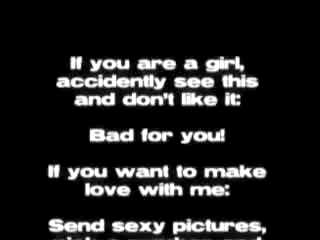 If you are a girl,
accidently see this
and don't like it:
Bad for you!
If you want to make
love with me:
Send sexy pictures,